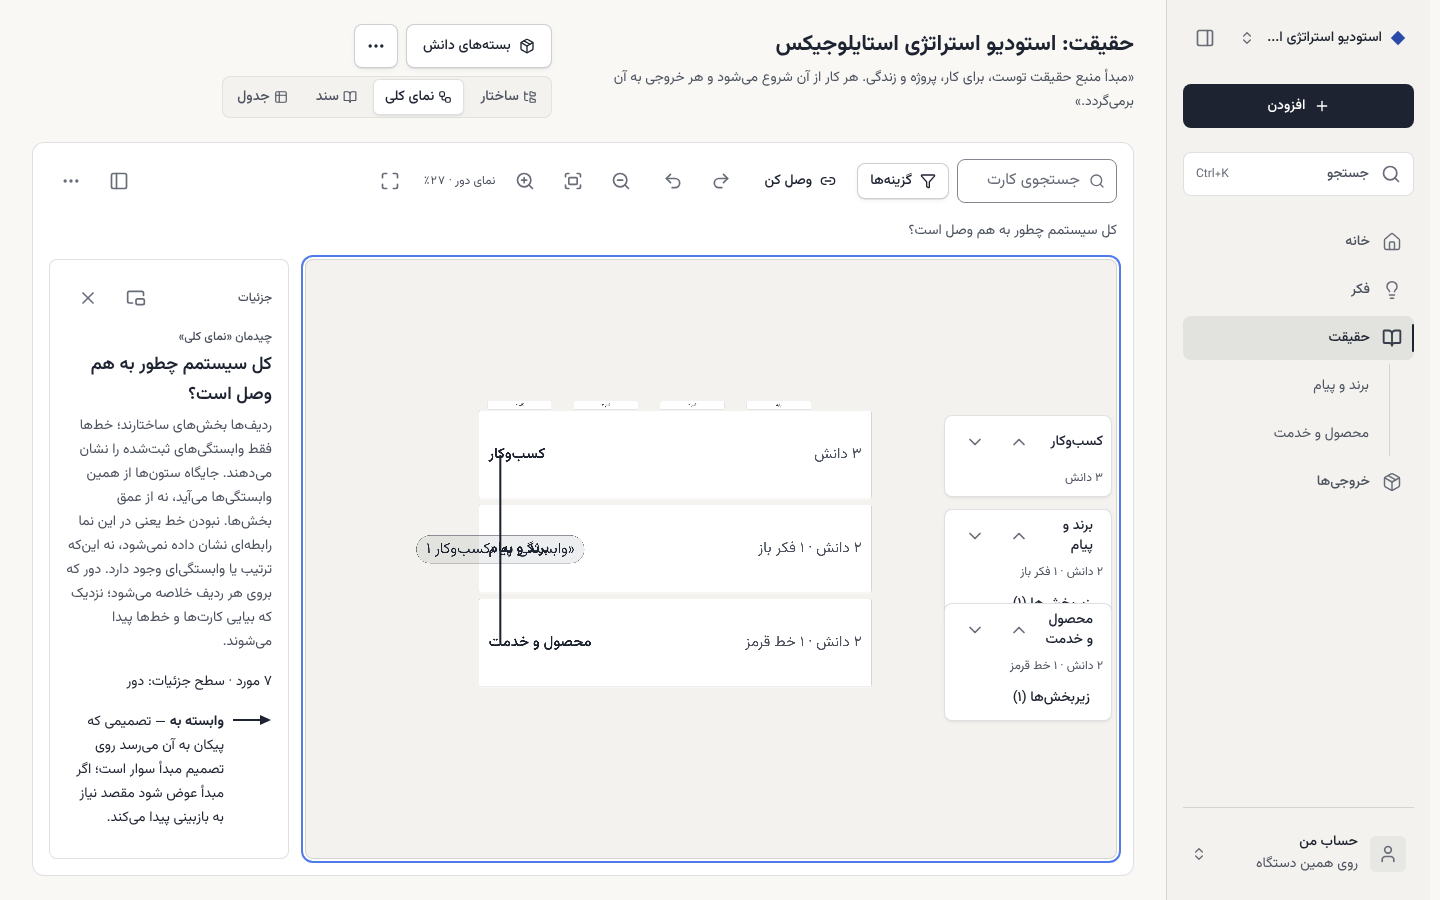 استودیو استراتژی ا...
افزودن
جستجو
Ctrl+K
خانه
فکر
حقیقت
برند و پیام
محصول و خدمت
خروجی‌ها
حساب من
روی همین دستگاه
حقیقت: استودیو استراتژی استایلوجیکس
«مبدأ منبع حقیقت توست، برای کار، پروژه و زندگی. هر کار از آن شروع می‌شود و هر خروجی به آن
برمی‌گردد.»
بسته‌های دانش
ساختار
نمای کلی
سند
جدول
جستجوی کارت
گزینه‌ها
وصل کن
نمای دور · ۲۷٪
کل سیستمم چطور به هم وصل است؟
کسب‌وکار
۳ دانش
برند و
پیام
۲ دانش · ۱ فکر باز
محصول
و خدمت
۲ دانش · ۱ خط قرمز
زیربخش‌ها (۱)
۳ دانش
کسب‌وکار
۲ دانش · ۱ فکر باز
۲ دانش · ۱ خط قرمز
محصول و خدمت
جزئیات
چیدمان «نمای کلی»
کل سیستمم چطور به هم
وصل است؟
ردیف‌ها بخش‌های ساختارند؛ خط‌ها
فقط وابستگی‌های ثبت‌شده را نشان
می‌دهند. جایگاه ستون‌ها از همین
وابستگی‌ها می‌آید، نه از عمق
بخش‌ها. نبودن خط یعنی در این نما
رابطه‌ای نشان داده نمی‌شود، نه این‌که
ترتیب یا وابستگی‌ای وجود دارد. دور که
بروی هر ردیف خلاصه می‌شود؛ نزدیک
که بیایی کارت‌ها و خط‌ها پیدا
می‌شوند.
۷ مورد · سطح جزئیات: دور
وابسته به — تصمیمی که
پیکان به آن می‌رسد روی
تصمیم مبدأ سوار است؛ اگر
مبدأ عوض شود مقصد نیاز
به بازبینی پیدا می‌کند.